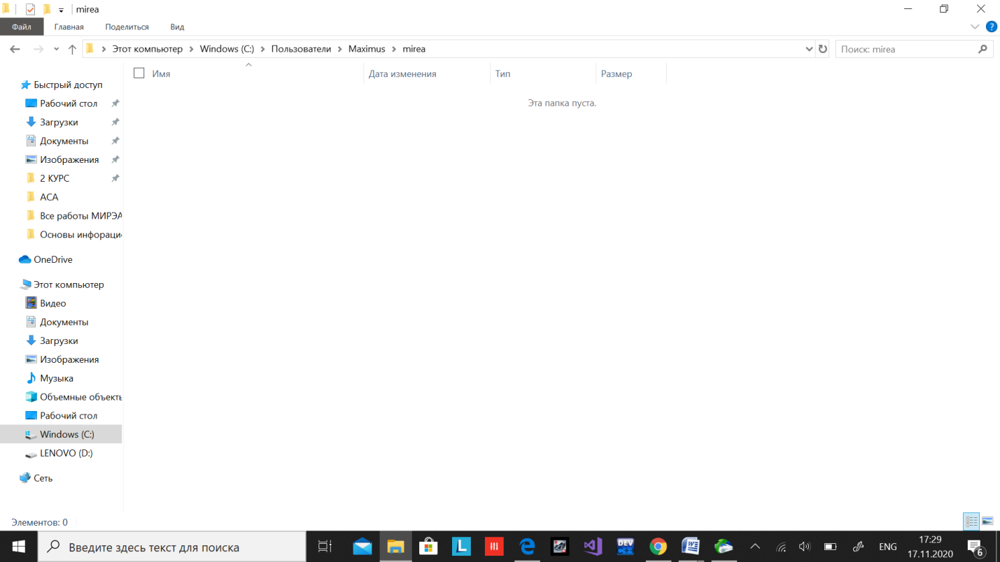 mirea
Файл Главная Поделиться Вид
Этот компьютер Windows (C:) Пользователи Maximus mirea
Поиск: mirea
Имя Дата изменения Тип Размер
Эта папка пуста.
Быстрый доступ
Рабочий стол
Загрузки
Документы
Изображения
2 КУРС
АСА
Все работы МИРЭА
Основы инфорацис
OneDrive
Этот компьютер
Видео
Документы
Загрузки
Изображения
Музыка
Объемные объекты
Рабочий стол
Windows (C:)
LENOVO (D:)
Сеть
Элементов: 0
Введите здесь текст для поиска
L
DEV
C++
W
ENG
17:29
17.11.2020
6